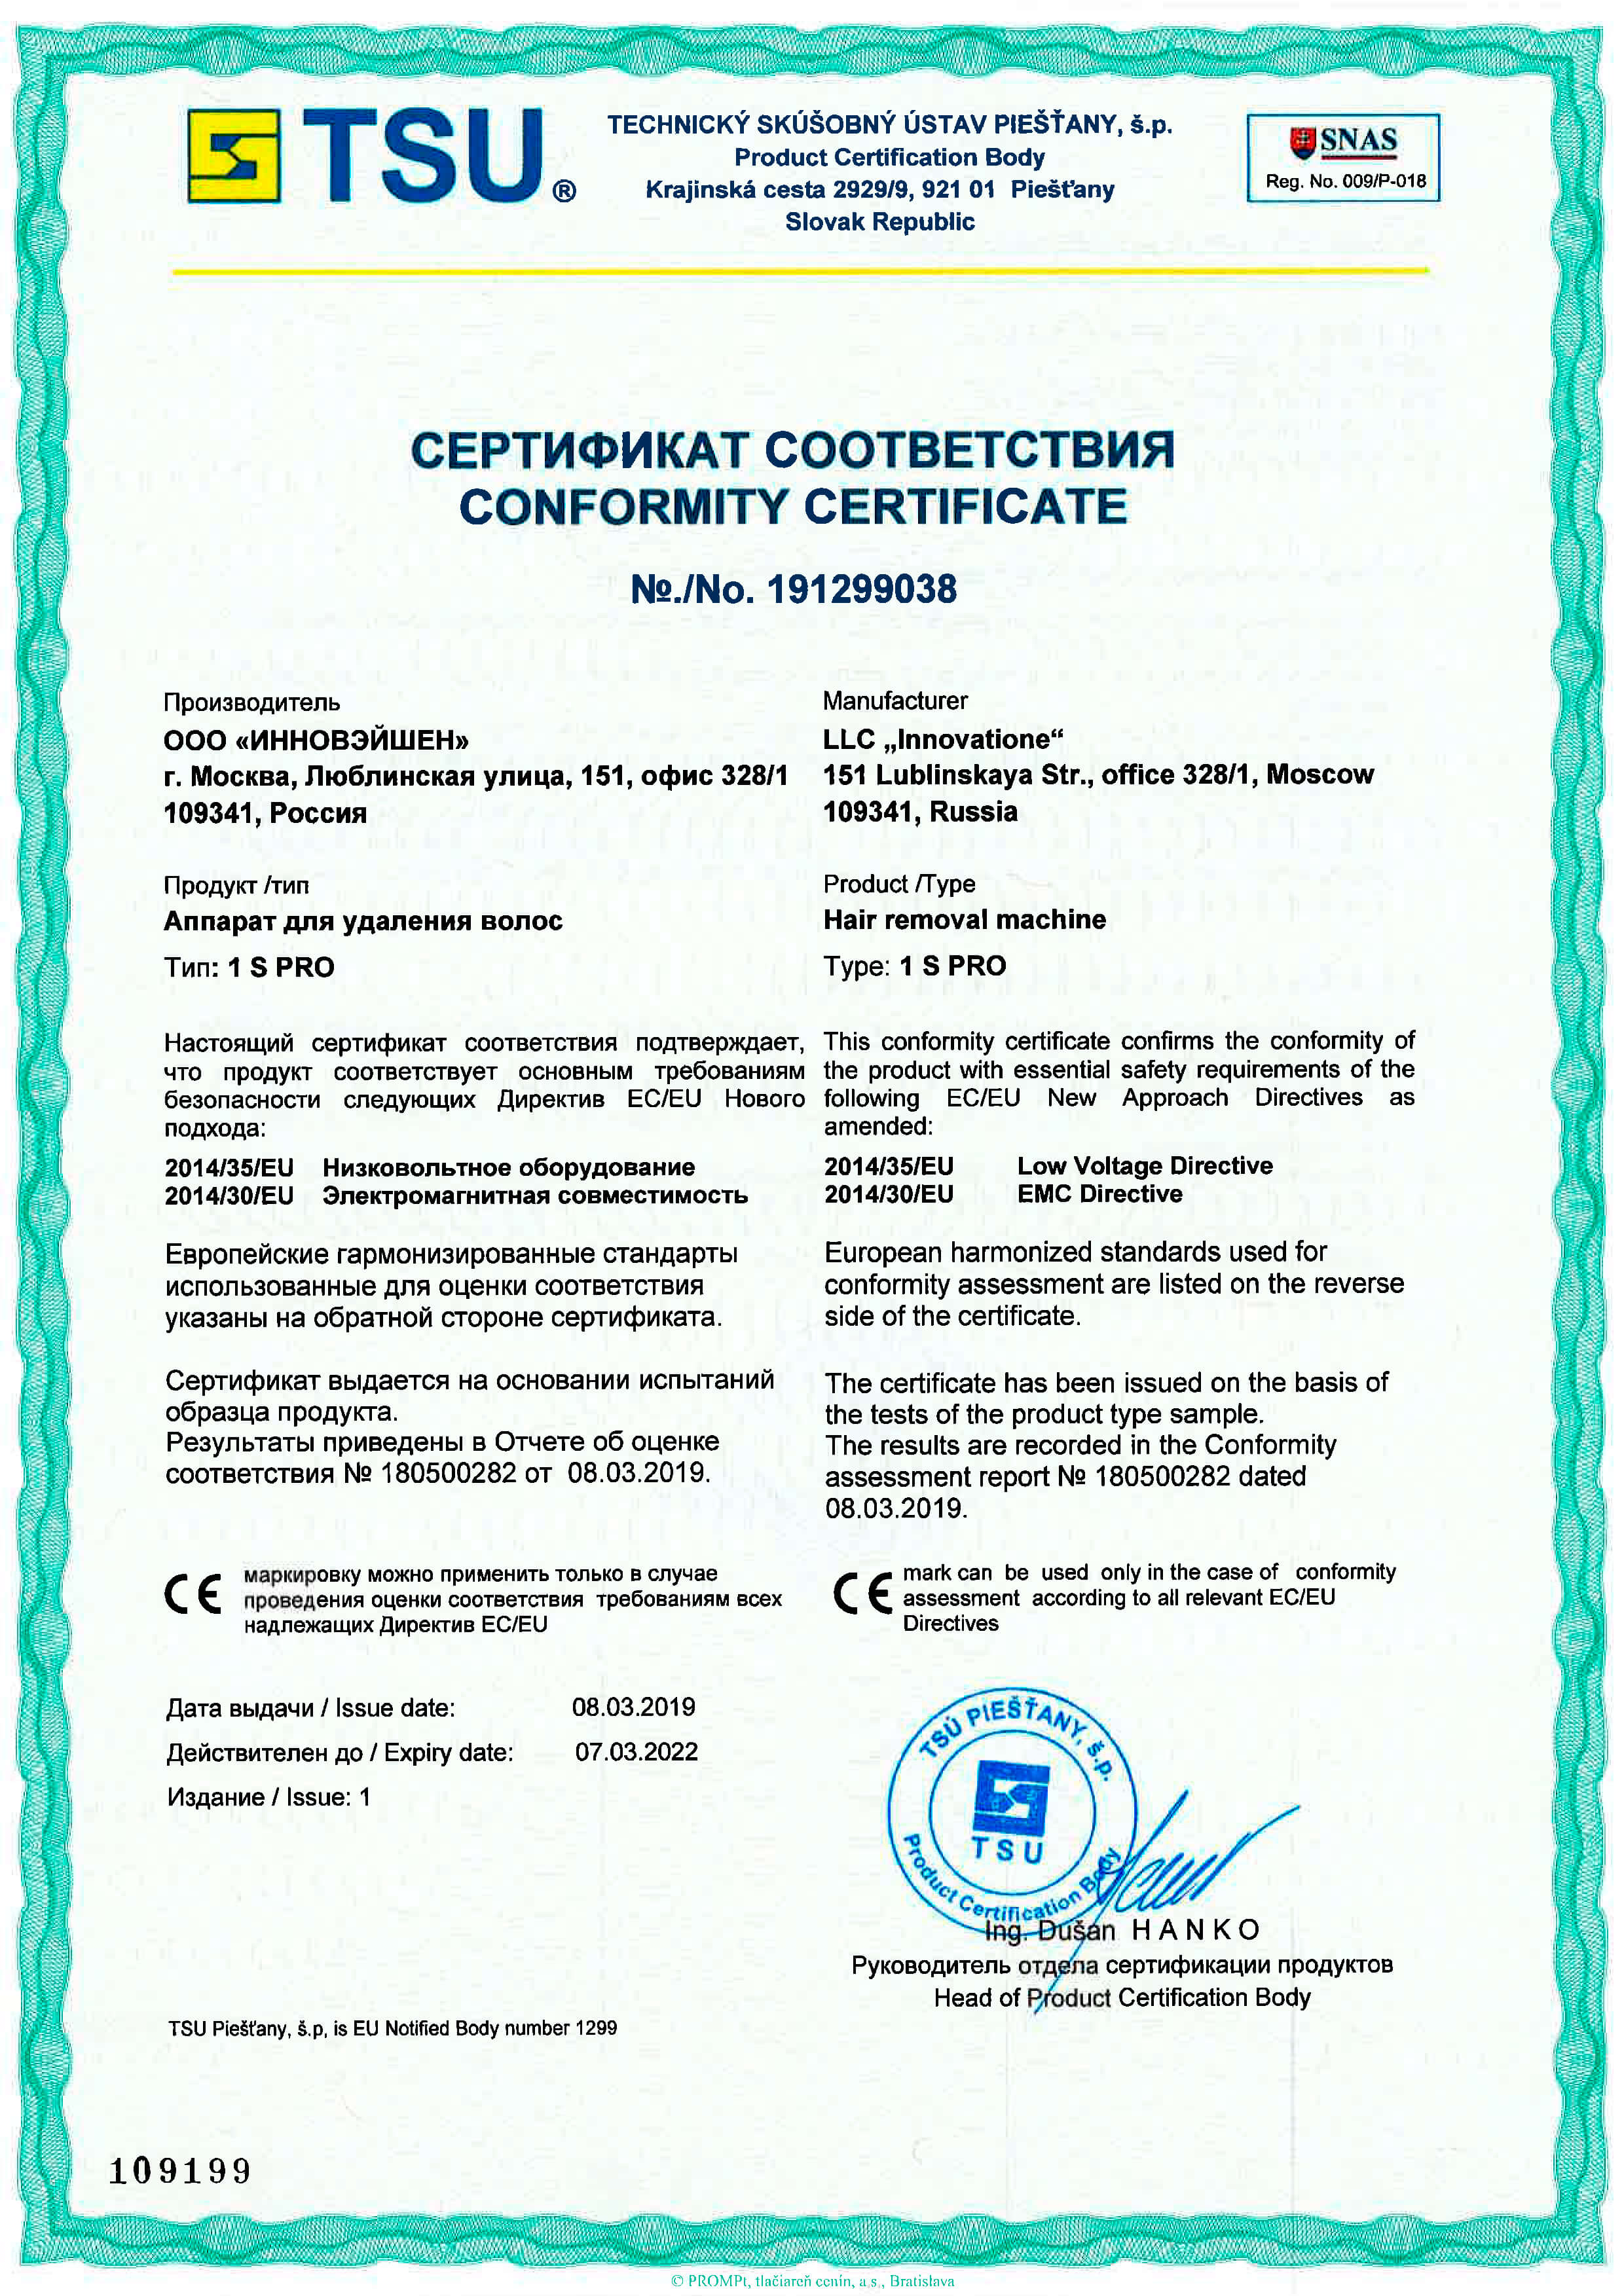 TSU ®
TECHNICKÝ SKÚŠOBNÝ ÚSTAV PIEŠŤANY, š.p.
Product Certification Body
Krajinská cesta 2929/9, 921 01 Piešťany
Slovak Republic
SNAS
Reg. No. 009/P-018
СЕРТИФИКАТ СООТВЕТСТВИЯ
CONFORMITY CERTIFICATE
№./No. 191299038
Производитель
ООО «ИННОВЭЙШЕН»
г. Москва, Люблинская улица, 151, офис 328/1
109341, Россия
Manufacturer
LLC „Innovatione“
151 Lublinskaya Str., office 328/1, Moscow
109341, Russia
Продукт /тип
Аппарат для удаления волос
Тип: 1 S PRO
Product /Type
Hair removal machine
Type: 1 S PRO
Настоящий сертификат соответствия подтверждает,
что продукт соответствует основным требованиям
безопасности следующих Директив EC/EU Нового
подхода:
2014/35/EU Низковольтное оборудование
2014/30/EU Электромагнитная совместимость
This conformity certificate confirms the conformity of
the product with essential safety requirements of the
following EC/EU New Approach Directives as
amended:
2014/35/EU Low Voltage Directive
2014/30/EU EMC Directive
Европейские гармонизированные стандарты
использованные для оценки соответствия
указаны на обратной стороне сертификата.
European harmonized standards used for
conformity assessment are listed on the reverse
side of the certificate.
Сертификат выдается на основании испытаний
образца продукта.
Результаты приведены в Отчете об оценке
соответствия № 180500282 от 08.03.2019.
The certificate has been issued on the basis of
the tests of the product type sample.
The results are recorded in the Conformity
assessment report № 180500282 dated
08.03.2019.
CE маркировку можно применить только в случае
проведения оценки соответствия требованиям всех
надлежащих Директив EC/EU
CE mark can be used only in the case of conformity
assessment according to all relevant EC/EU
Directives
Дата выдачи / Issue date: 08.03.2019
Действителен до / Expiry date: 07.03.2022
Издание / Issue: 1
TSÚ PIEŠŤANY, š.p.
TSU
Product Certification Body
Ing. Dušan HANKO
Руководитель отдела сертификации продуктов
Head of Product Certification Body
TSU Piešťany, š.p, is EU Notified Body number 1299
109199
© PROMPt, tlačiareň cenín, a.s., Bratislava